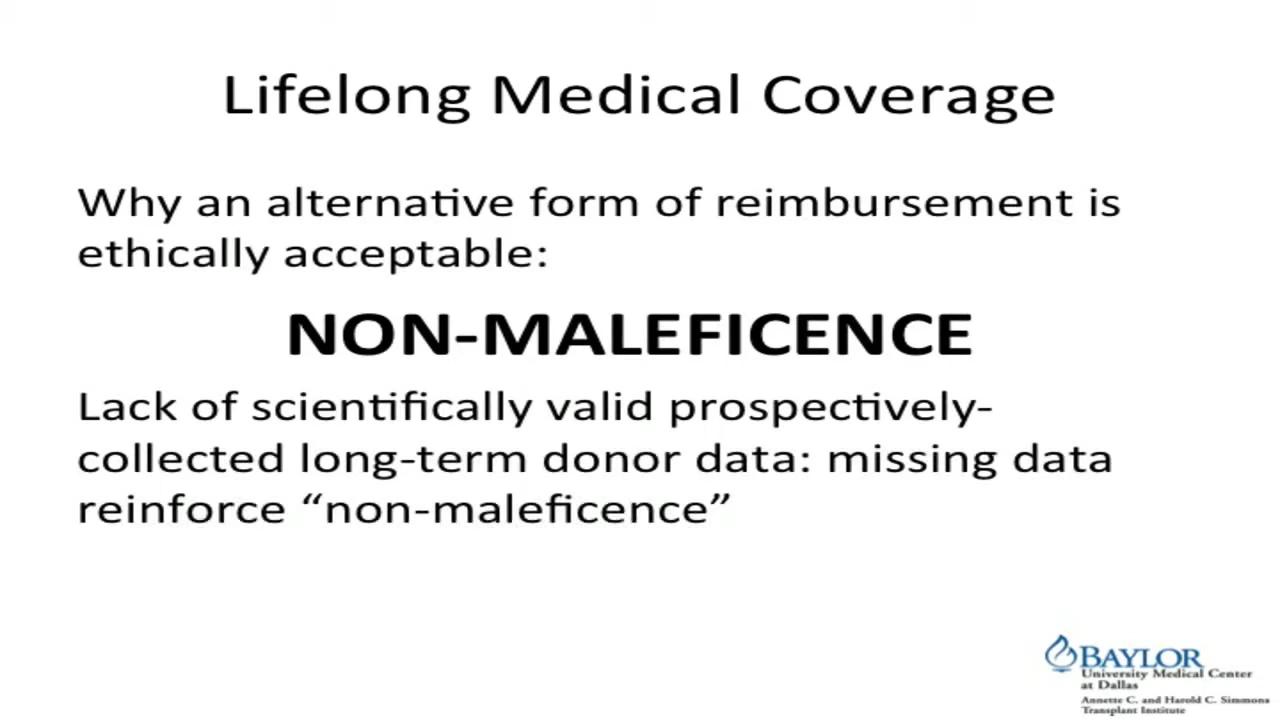 Lifelong Medical Coverage
Why an alternative form of reimbursement is
ethically acceptable:
NON-MALEFICENCE
Lack of scientifically valid prospectively-
collected long-term donor data: missing data
reinforce “non-maleficence”
BAYLOR
University Medical Center
at Dallas
Annette C. and Harold C. Simmons
Transplant Institute